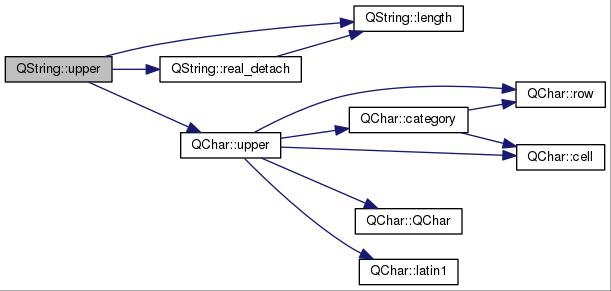 QString::length
QString::upper
QString::real_detach
QChar::row
QChar::category
QChar::upper
QChar::cell
QChar::QChar
QChar::latin1